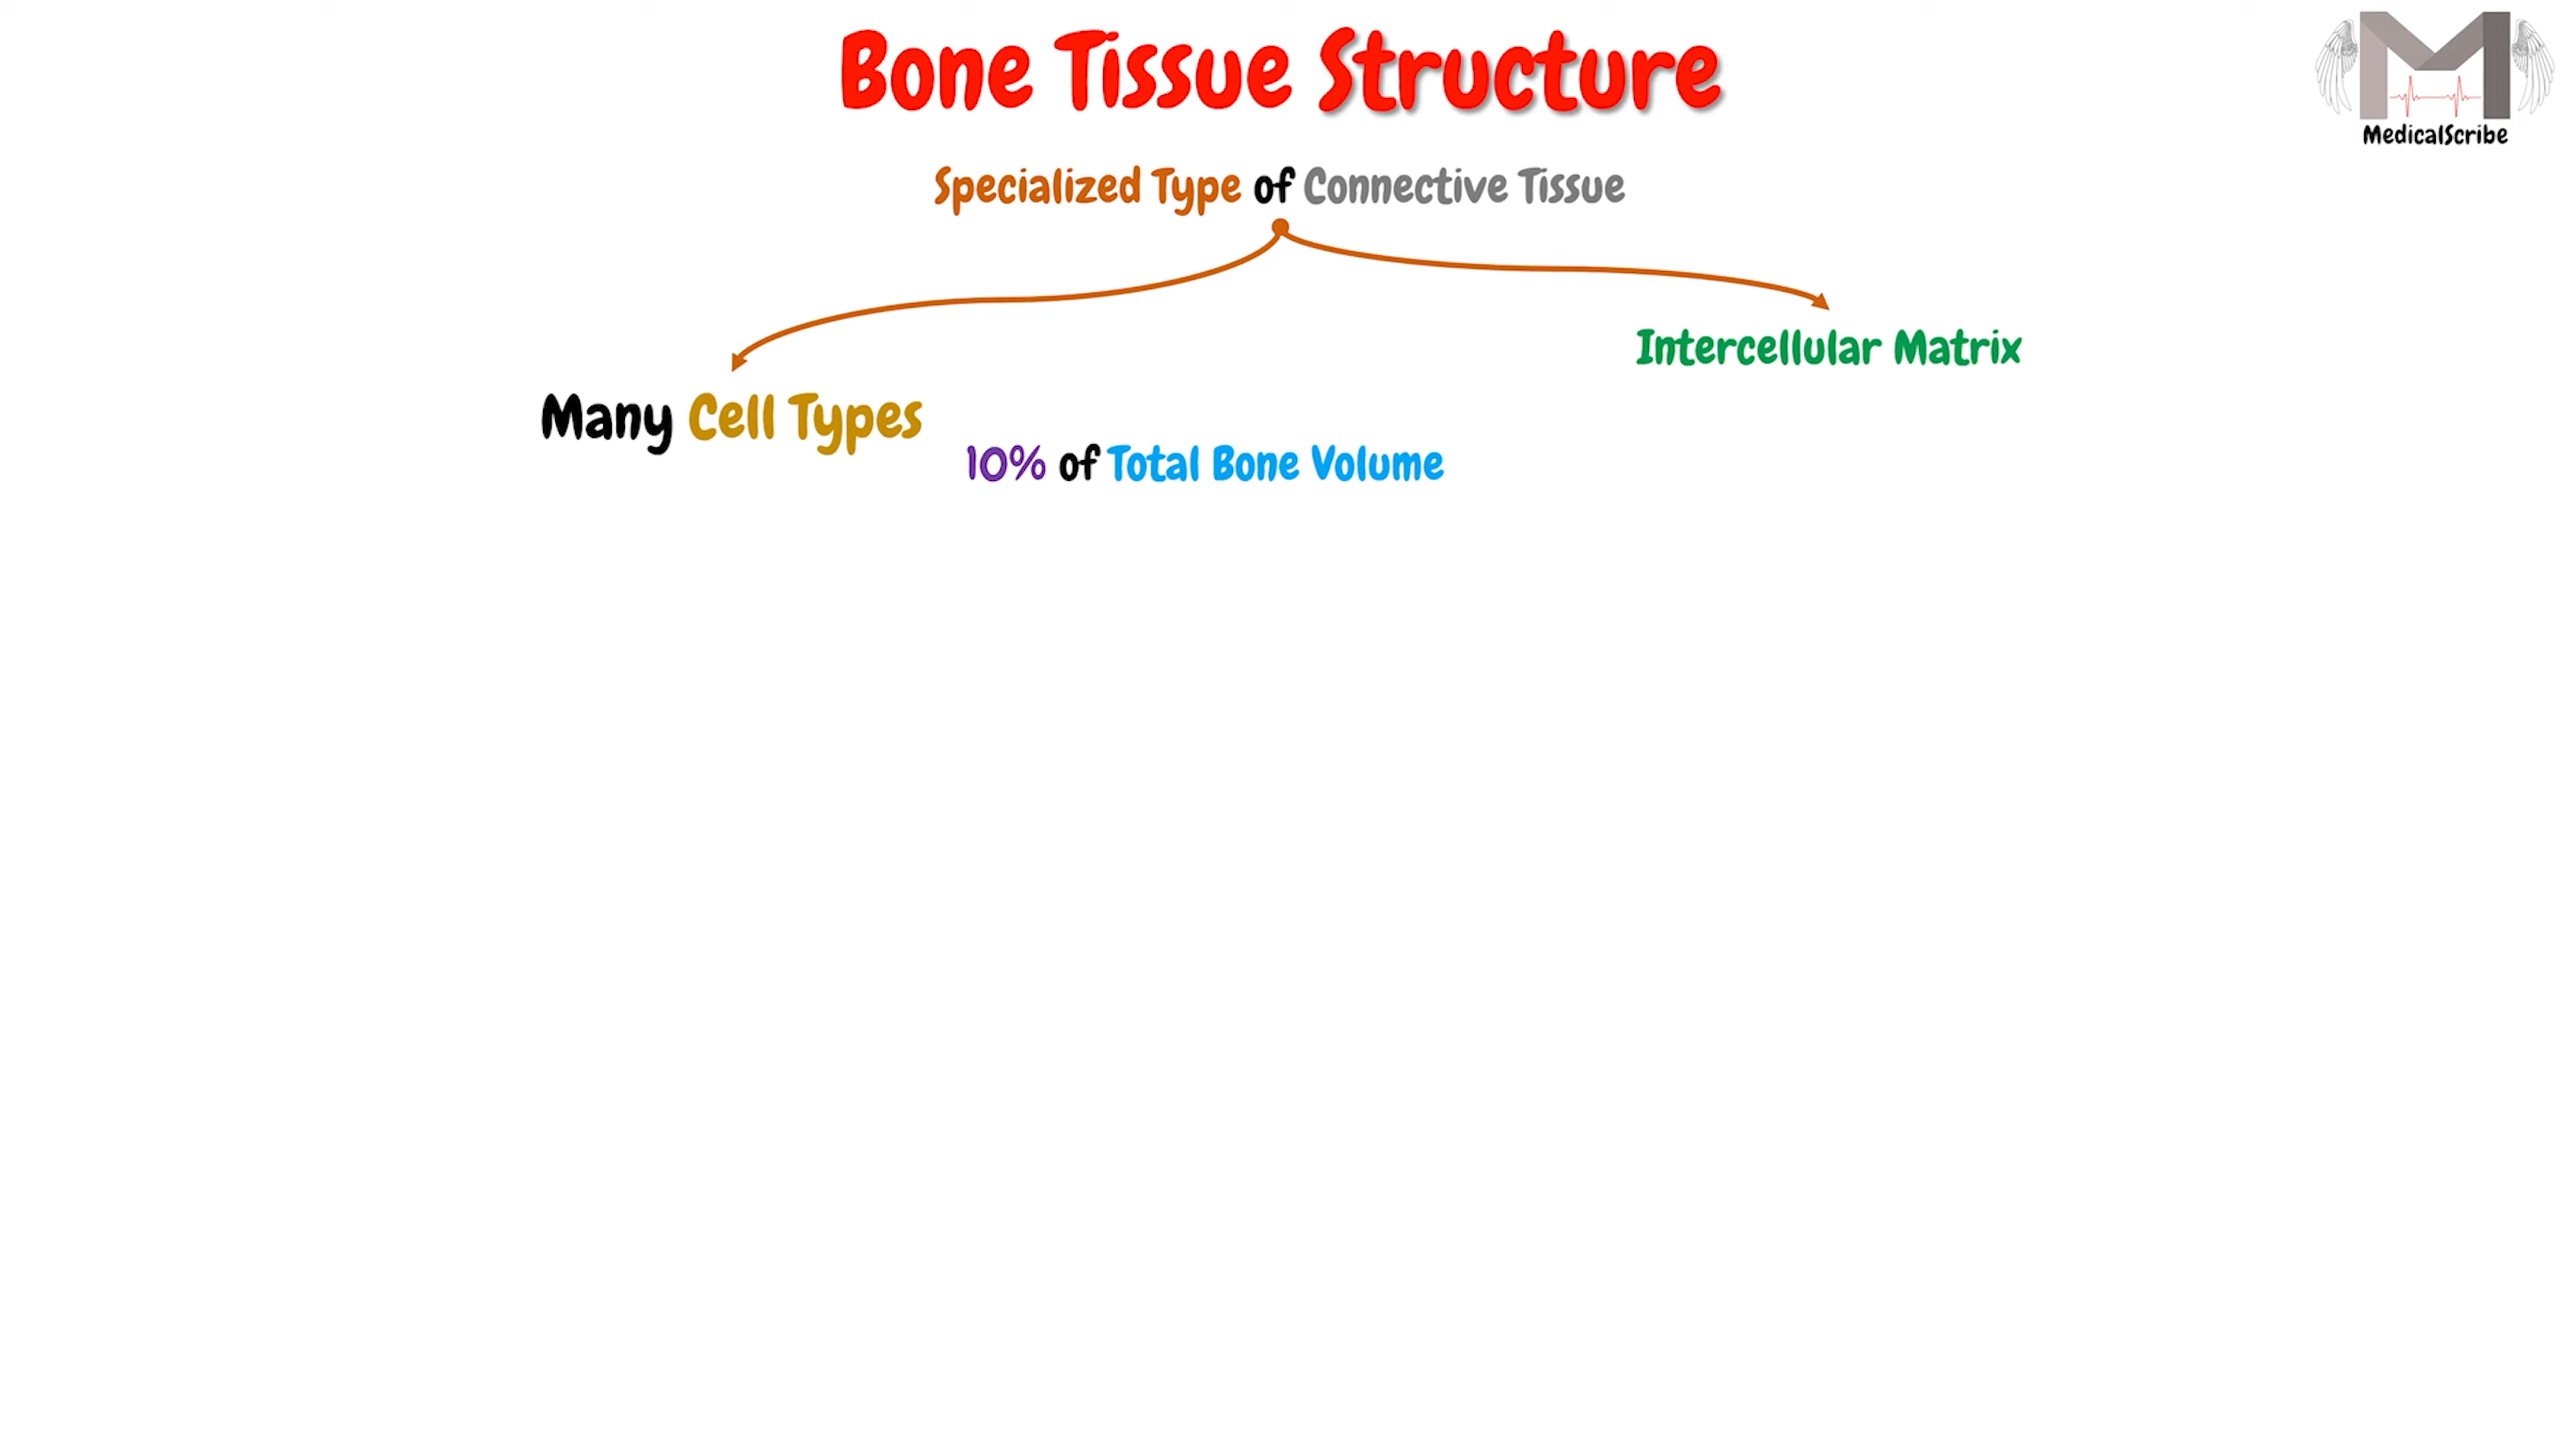 Bone Tissue Structure
MedicalScribe
Specialized Type of Connective Tissue
Intercellular Matrix
Many Cell Types
10% of Total Bone Volume